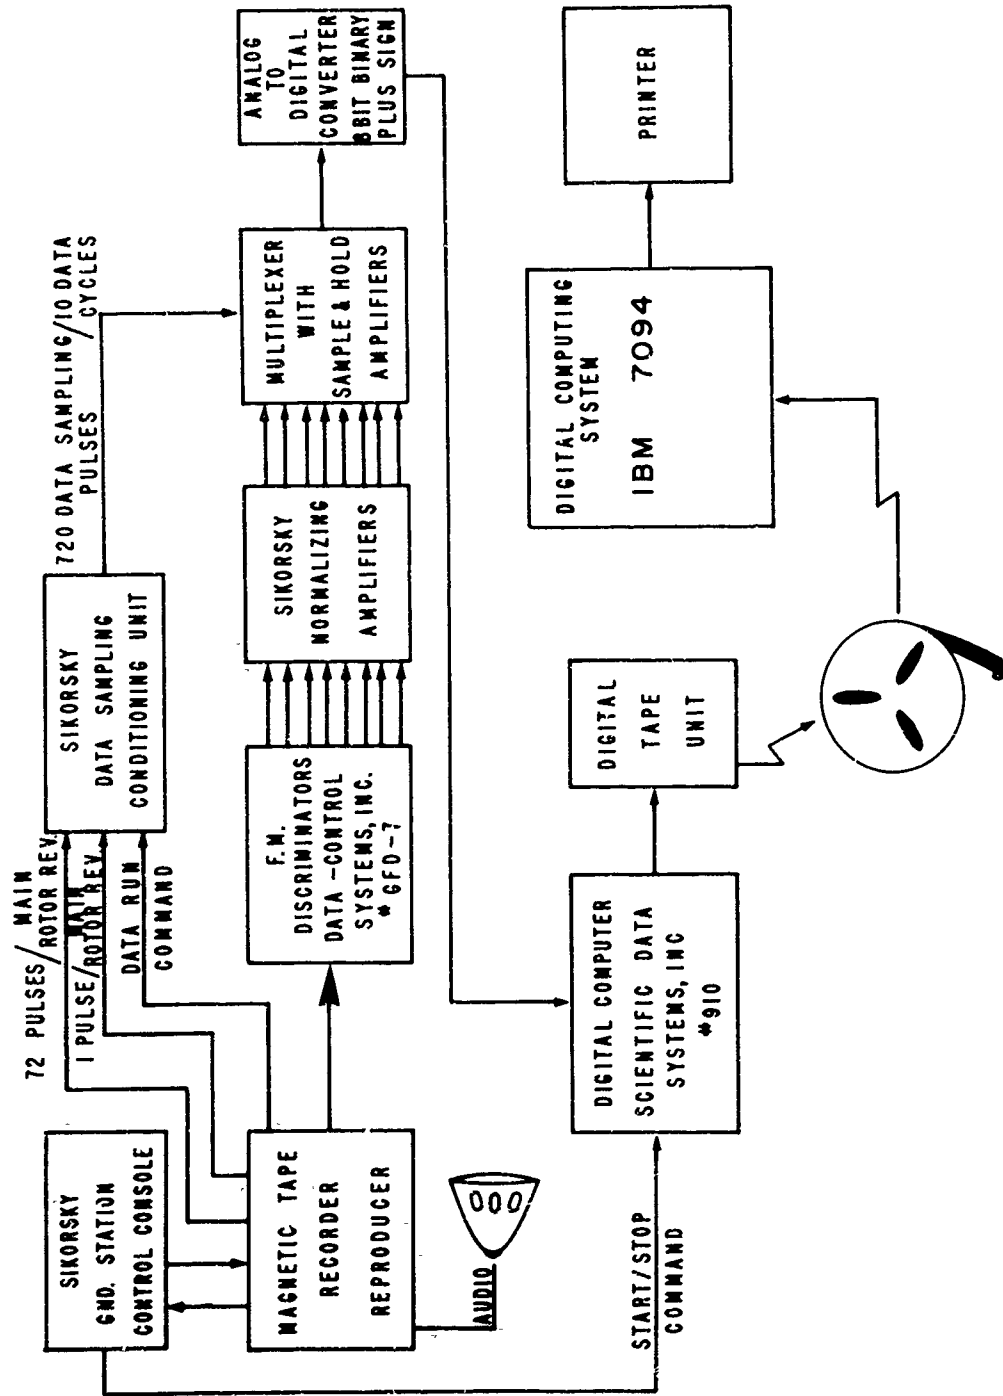 SIKORSKY
GND. STATION
CONTROL CONSOLE
72 PULSES/MAIN
ROTOR REV.
1 PULSE/MAIN
ROTOR REV.
DATA RUN
COMMAND
SIKORSKY
DATA SAMPLING
CONDITIONING UNIT
720 DATA SAMPLING/10 DATA
PULSES / CYCLES
MAGNETIC TAPE
RECORDER
REPRODUCER
F.M.
DISCRIMINATORS
DATA-CONTROL
SYSTEMS, INC.
# GFD-7
SIKORSKY
NORMALIZING
AMPLIFIERS
MULTIPLEXER
WITH
SAMPLE & HOLD
AMPLIFIERS
ANALOG
TO
DIGITAL
CONVERTER
8BIT BINARY
PLUS SIGN
AUDIO
START/STOP
COMMAND
DIGITAL COMPUTER
SCIENTIFIC DATA
SYSTEMS, INC
#910
DIGITAL
TAPE
UNIT
DIGITAL COMPUTING
SYSTEM
IBM 7094
PRINTER